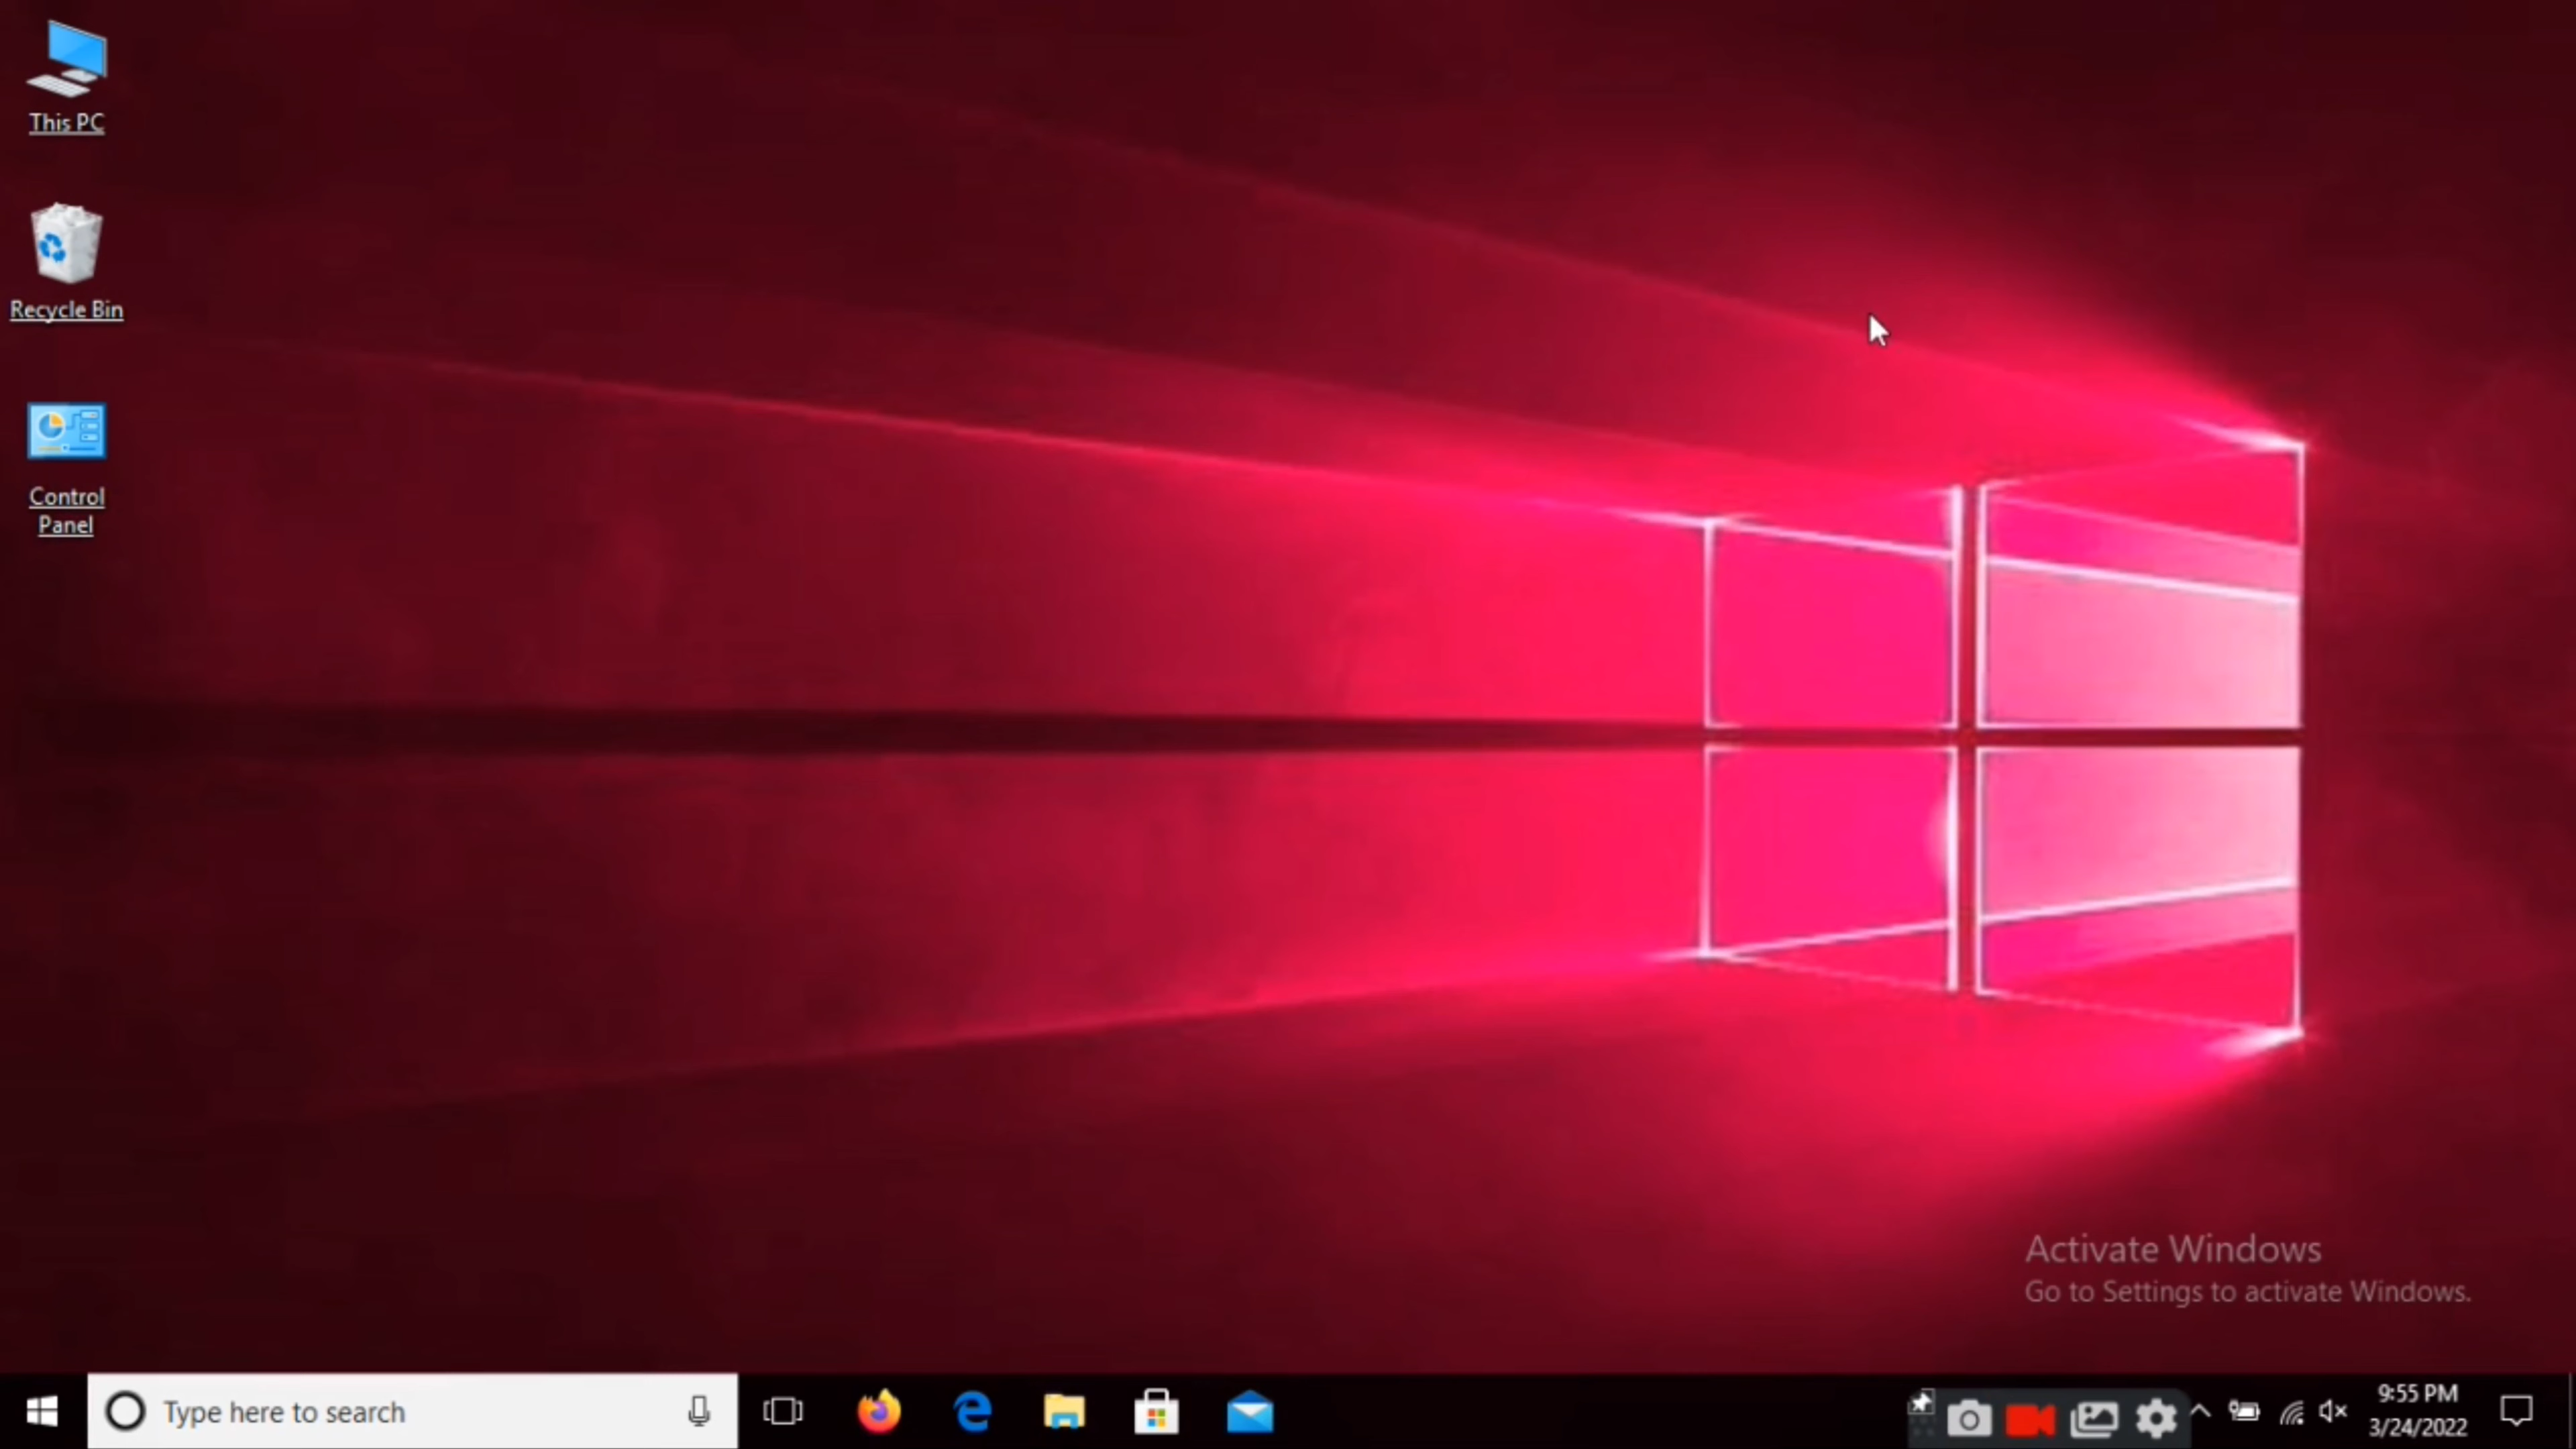 This PC
Recycle Bin
Control
Panel
Activate Windows
Go to Settings to activate Windows.
Type here to search
9:55 PM
3/24/2022